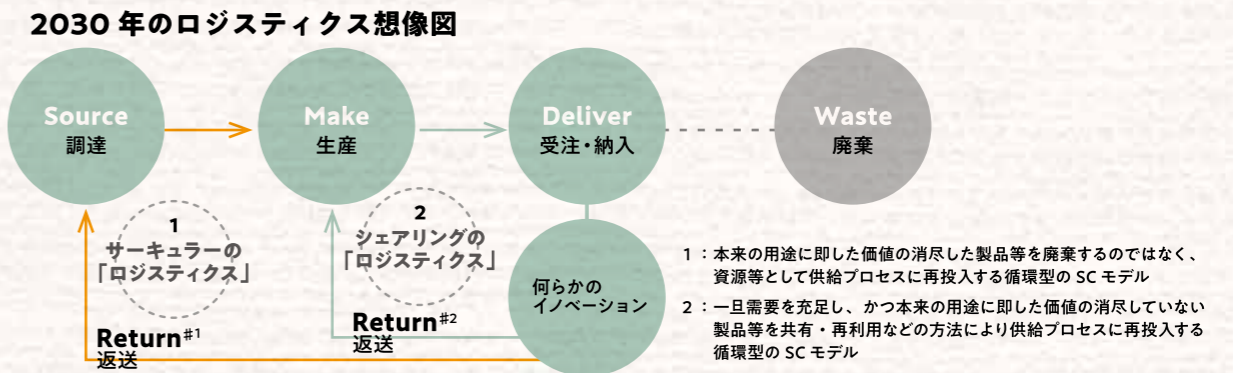 2030 年のロジスティクス想像図
Source
調達
Make
生産
Deliver
受注・納入
Waste
廃棄
1
サーキュラーの
「ロジスティクス」
2
シェアリングの
「ロジスティクス」
何らかの
イノベーション
Return#1
返送
Return#2
返送
1 : 本来の用途に即した価値の消尽した製品等を廃棄するのではなく、
資源等として供給プロセスに再投入する循環型の SC モデル
2 : 一旦需要を充足し、かつ本来の用途に即した価値の消尽していない
製品等を共有・再利用などの方法により供給プロセスに再投入する
循環型の SC モデル